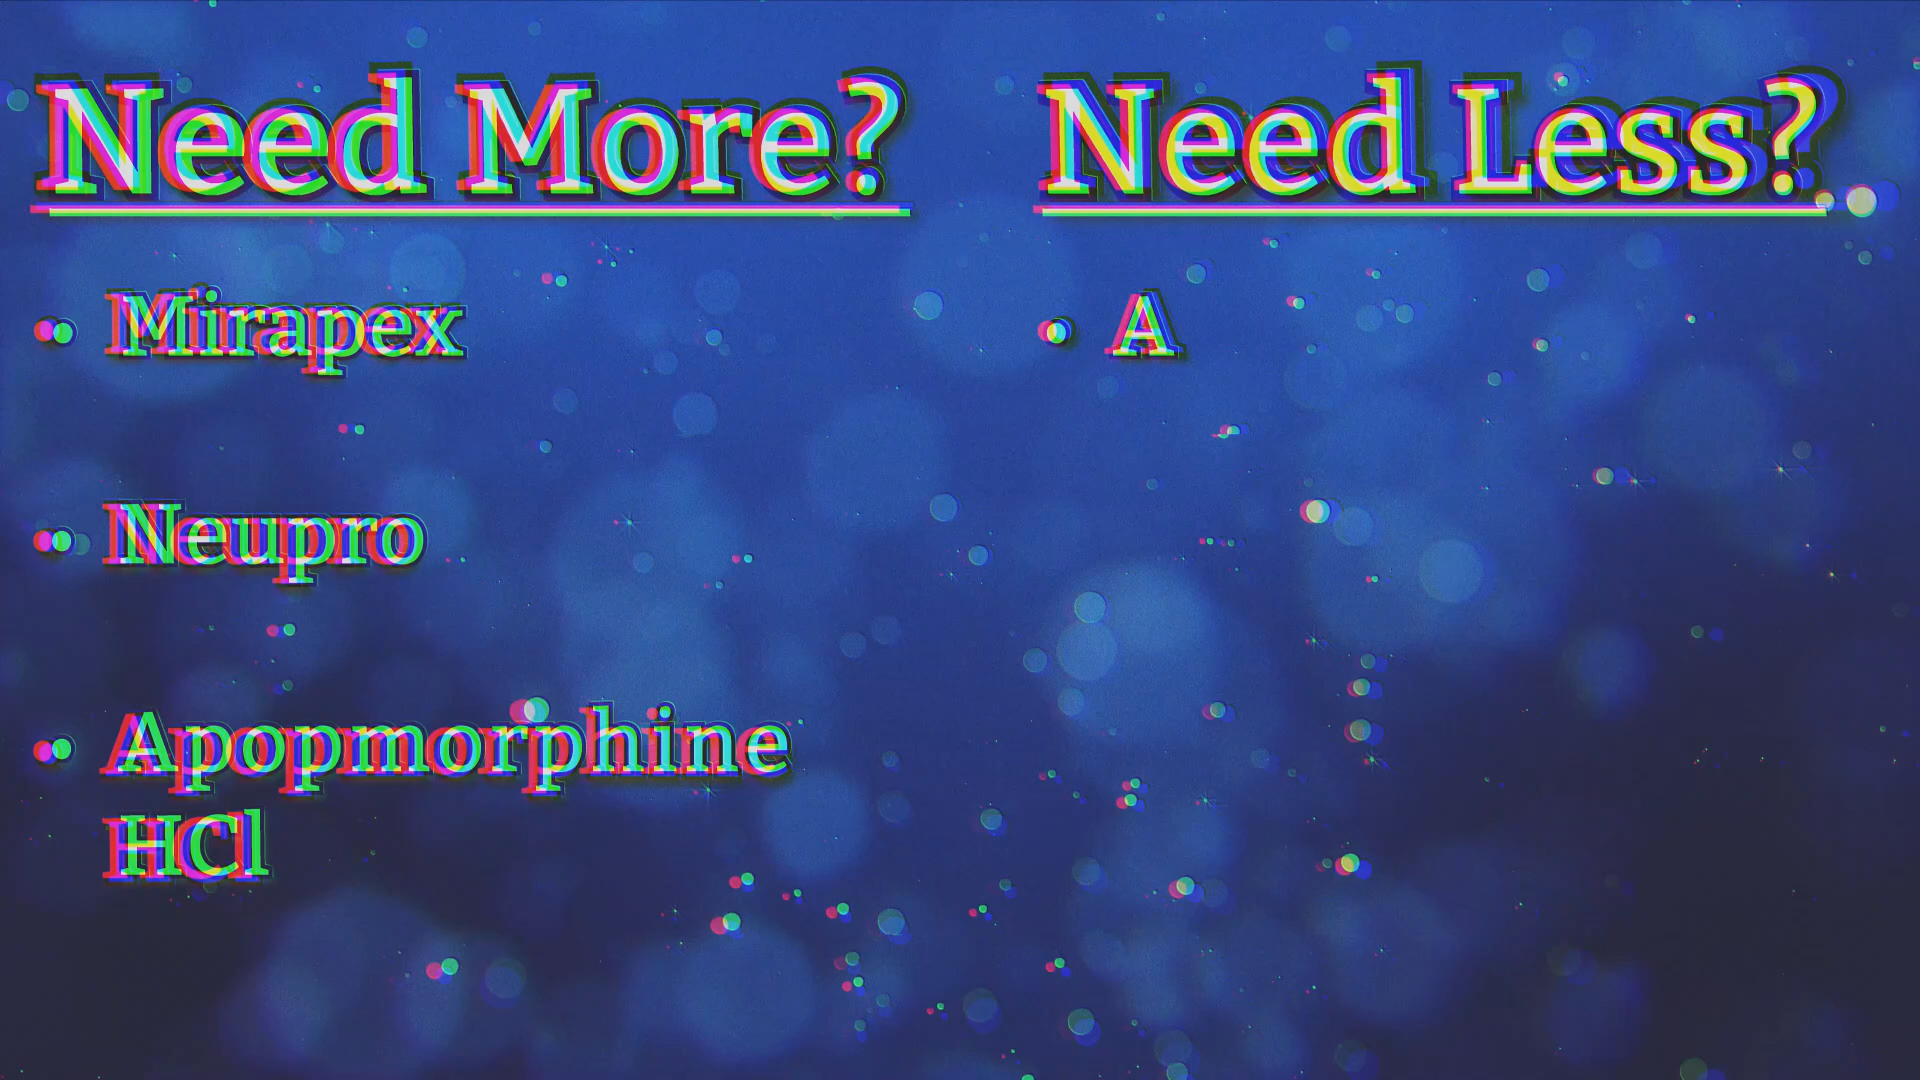 Need More?
• Mirapex
• Neupro
• Apopmorphine
HCl
Need Less?
• A